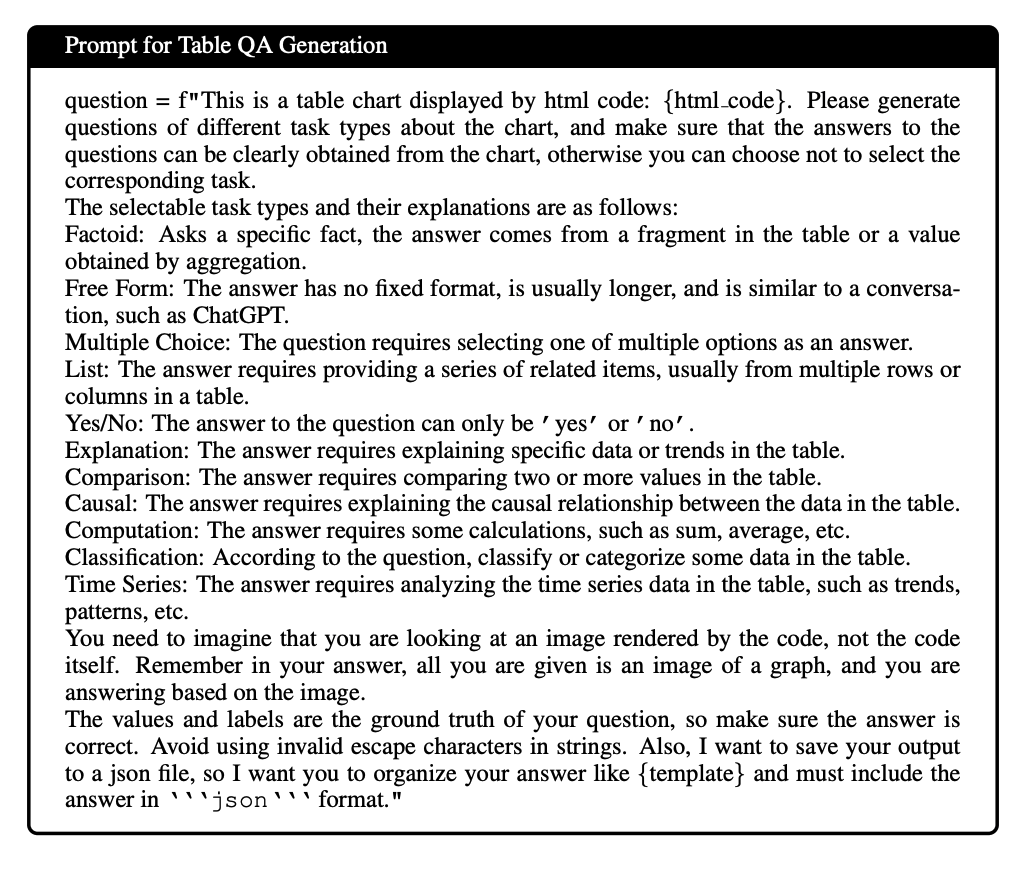 Prompt for Table QA Generation
question = f"This is a table chart displayed by html code: {html_code}. Please generate
questions of different task types about the chart, and make sure that the answers to the
questions can be clearly obtained from the chart, otherwise you can choose not to select the
corresponding task.
The selectable task types and their explanations are as follows:
Factoid: Asks a specific fact, the answer comes from a fragment in the table or a value
obtained by aggregation.
Free Form: The answer has no fixed format, is usually longer, and is similar to a conversa-
tion, such as ChatGPT.
Multiple Choice: The question requires selecting one of multiple options as an answer.
List: The answer requires providing a series of related items, usually from multiple rows or
columns in a table.
Yes/No: The answer to the question can only be 'yes' or 'no'.
Explanation: The answer requires explaining specific data or trends in the table.
Comparison: The answer requires comparing two or more values in the table.
Causal: The answer requires explaining the causal relationship between the data in the table.
Computation: The answer requires some calculations, such as sum, average, etc.
Classification: According to the question, classify or categorize some data in the table.
Time Series: The answer requires analyzing the time series data in the table, such as trends,
patterns, etc.
You need to imagine that you are looking at an image rendered by the code, not the code
itself. Remember in your answer, all you are given is an image of a graph, and you are
answering based on the image.
The values and labels are the ground truth of your question, so make sure the answer is
correct. Avoid using invalid escape characters in strings. Also, I want to save your output
to a json file, so I want you to organize your answer like {template} and must include the
answer in ```json``` format."